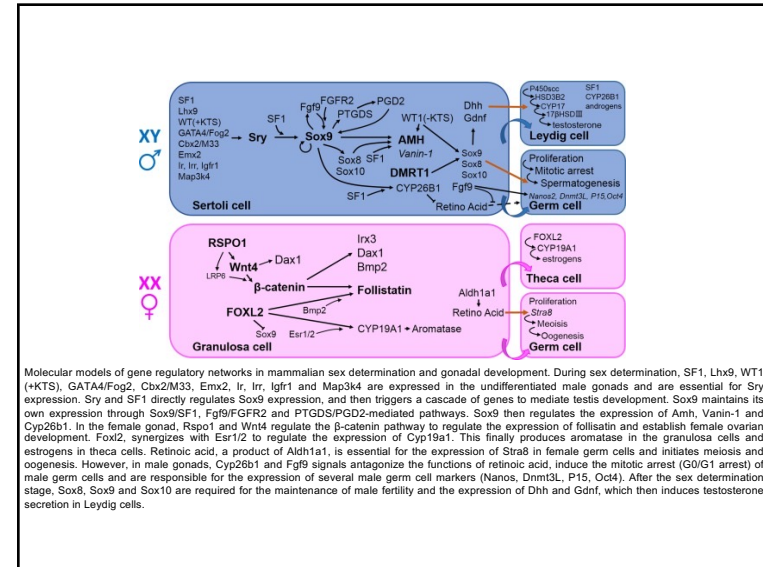 XY
♂
SF1
Lhx9
WT(+KTS)
GATA4/Fog2
Cbx2/M33
Emx2
Ir, Irr, Igfr1
Map3k4
Sry
SF1
Sox9
Fgf9
FGFR2
PTGDS
PGD2
Sox8
Sox10
SF1
AMH
Vanin-1
WT1(-KTS)
DMRT1
SF1
CYP26B1
Retino Acid
Dhh
Gdnf
Sox9
Sox8
Sox10
Fgf9
Sertoli cell
P450scc
HSD3B2
CYP17
17βHSDⅢ
testosterone
SF1
CYP26B1
androgens
Leydig cell
Proliferation
Mitotic arrest
Spermatogenesis
Nanos2, Dnmt3L, P15,Oct4
Germ cell
XX
♀
RSPO1
Wnt4
LRP6
Dax1
β-catenin
Irx3
Dax1
Bmp2
Follistatin
FOXL2
Bmp2
Sox9
Esr1/2
CYP19A1
Aromatase
Aldh1a1
Retino Acid
Granulosa cell
FOXL2
CYP19A1
estrogens
Theca cell
Proliferation
Stra8
Meiosis
Oogenesis
Germ cell
Molecular models of gene regulatory networks in mammalian sex determination and gonadal development. During sex determination, SF1, Lhx9, WT1
(+KTS), GATA4/Fog2, Cbx2/M33, Emx2, Ir, Irr, Igfr1 and Map3k4 are expressed in the undifferentiated male gonads and are essential for Sry
expression. Sry and SF1 directly regulates Sox9 expression, and then triggers a cascade of genes to mediate testis development. Sox9 maintains its
own expression through Sox9/SF1, Fgf9/FGFR2 and PTGDS/PGD2-mediated pathways. Sox9 then regulates the expression of Amh, Vanin-1 and
Cyp26b1. In the female gonad, Rspo1 and Wnt4 regulate the β-catenin pathway to regulate the expression of follisatin and establish female ovarian
development. Foxl2, synergizes with Esr1/2 to regulate the expression of Cyp19a1. This finally produces aromatase in the granulosa cells and
estrogens in theca cells. Retinoic acid, a product of Aldh1a1, is essential for the expression of Stra8 in female germ cells and initiates meiosis and
oogenesis. However, in male gonads, Cyp26b1 and Fgf9 signals antagonize the functions of retinoic acid, induce the mitotic arrest (G0/G1 arrest) of
male germ cells and are responsible for the expression of several male germ cell markers (Nanos, Dnmt3L, P15, Oct4). After the sex determination
stage, Sox8, Sox9 and Sox10 are required for the maintenance of male fertility and the expression of Dhh and Gdnf, which then induces testosterone
secretion in Leydig cells.